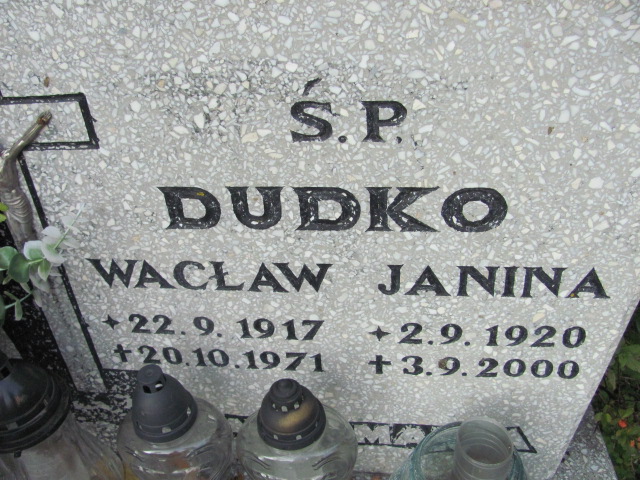 Ś.P.
DUDKO
WACŁAW JANINA
22.9.1917 2.9.1920
20.10.1971 3.9.2000